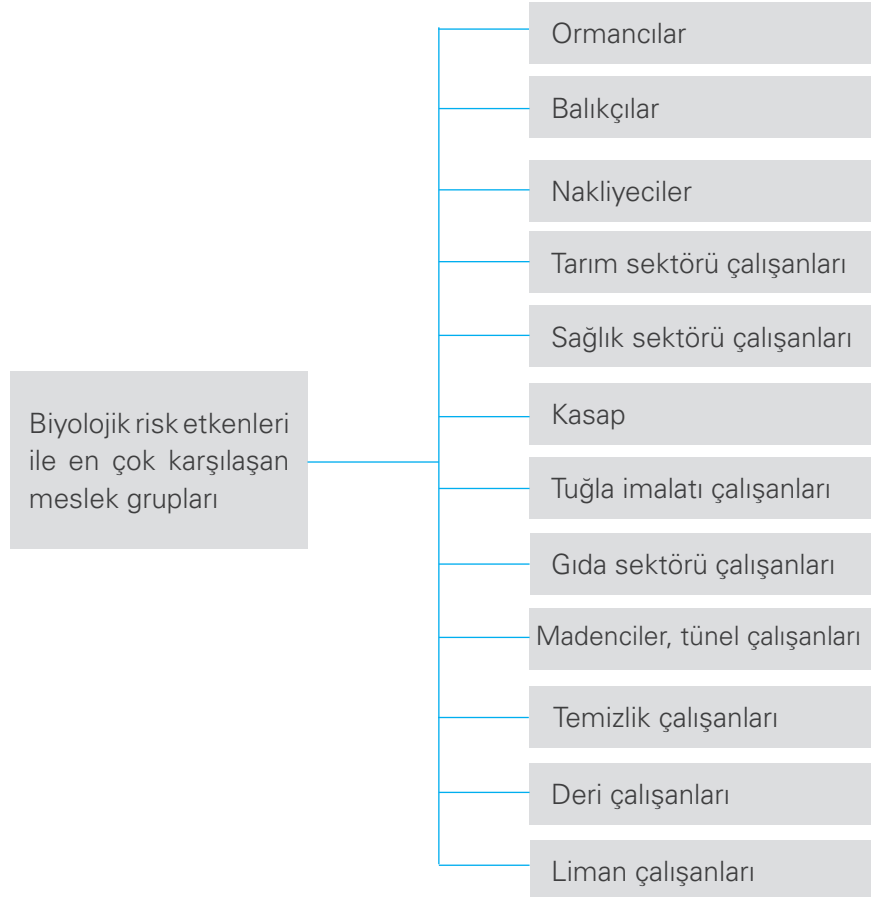 Biyolojik risk etkenleri
ile en çok karşılaşan
meslek grupları
Ormancılar
Balıkçılar
Nakliyeciler
Tarım sektörü çalışanları
Sağlık sektörü çalışanları
Kasap
Tuğla imalatı çalışanları
Gıda sektörü çalışanları
Madenciler, tünel çalışanları
Temizlik çalışanları
Deri çalışanları
Liman çalışanları